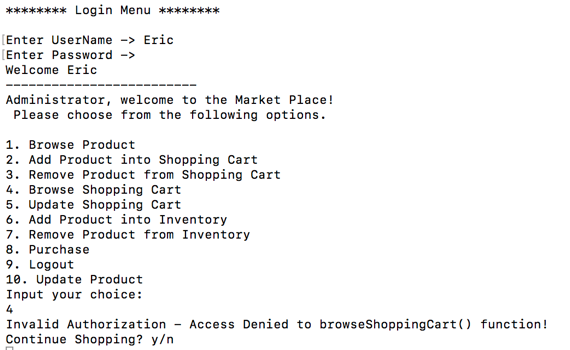 ******** Login Menu ********
[Enter UserName -> Eric
[Enter Password ->
Welcome Eric
-------------------------
Administrator, welcome to the Market Place!
Please choose from the following options.
1. Browse Product
2. Add Product into Shopping Cart
3. Remove Product from Shopping Cart
4. Browse Shopping Cart
5. Update Shopping Cart
6. Add Product into Inventory
7. Remove Product from Inventory
8. Purchase
9. Logout
10. Update Product
Input your choice:
4
Invalid Authorization - Access Denied to browseShoppingCart() function!
Continue Shopping? y/n